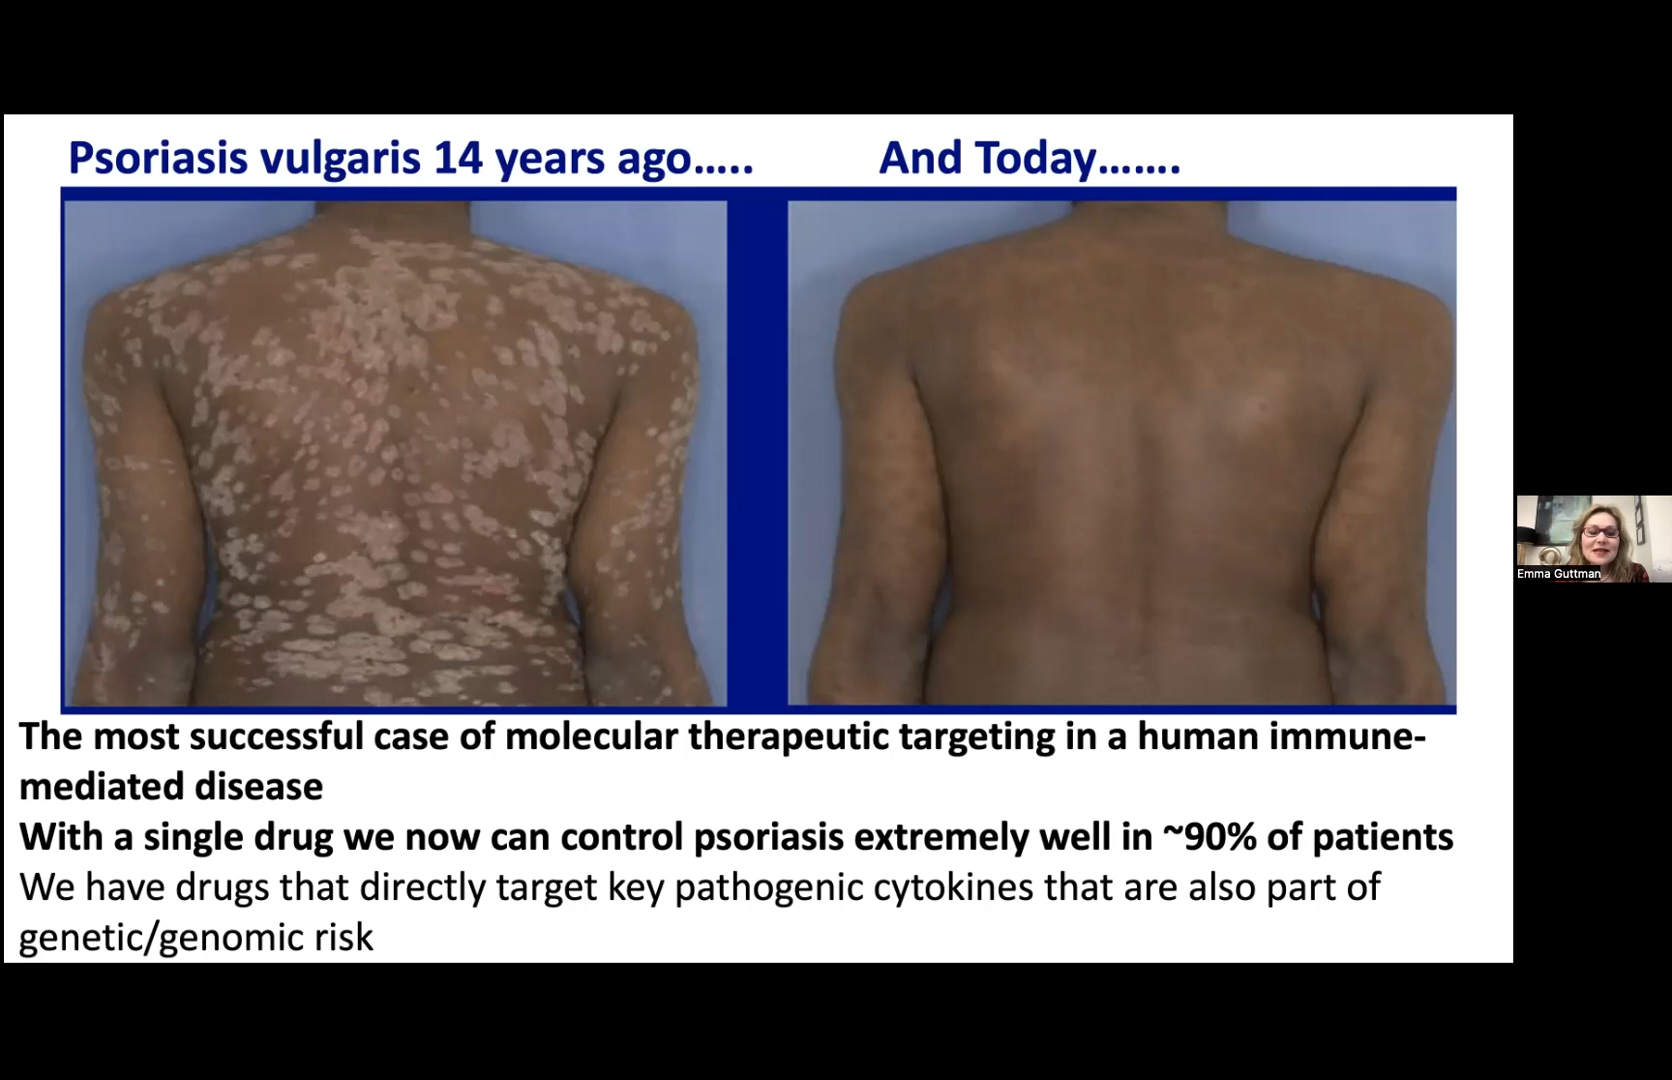 Psoriasis vulgaris 14 years ago.....
And Today.......
The most successful case of molecular therapeutic targeting in a human immune-
mediated disease
With a single drug we now can control psoriasis extremely well in ~90% of patients
We have drugs that directly target key pathogenic cytokines that are also part of
genetic/genomic risk
Emma Guttman